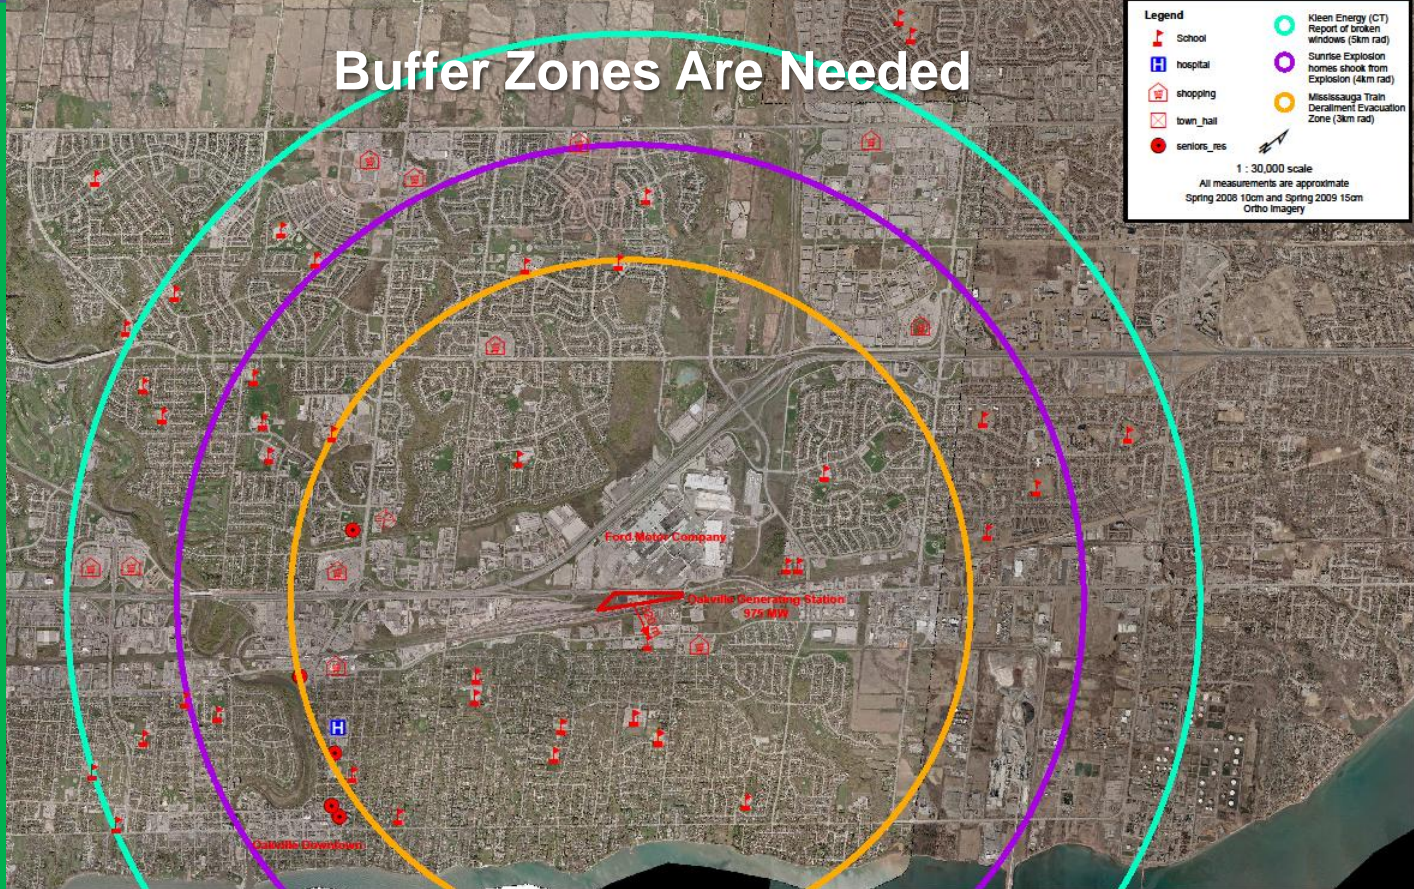 Buffer Zones Are Needed
Legend
School
hospital
shopping
town_hall
seniors_res
Kleen Energy (CT)
Report of broken
windows (5km rad)
Sunrise Explosion
homes shook from
Explosion (4km rad)
Mississauga Train
Derailment Evacuation
Zone (3km rad)
1 : 30,000 scale
All measurements are approximate
Spring 2008 10cm and Spring 2009 15cm
Ortho Imagery
H
Ford Motor Company
Oakville Generating Station
975 MW
H
Oakville Downtown